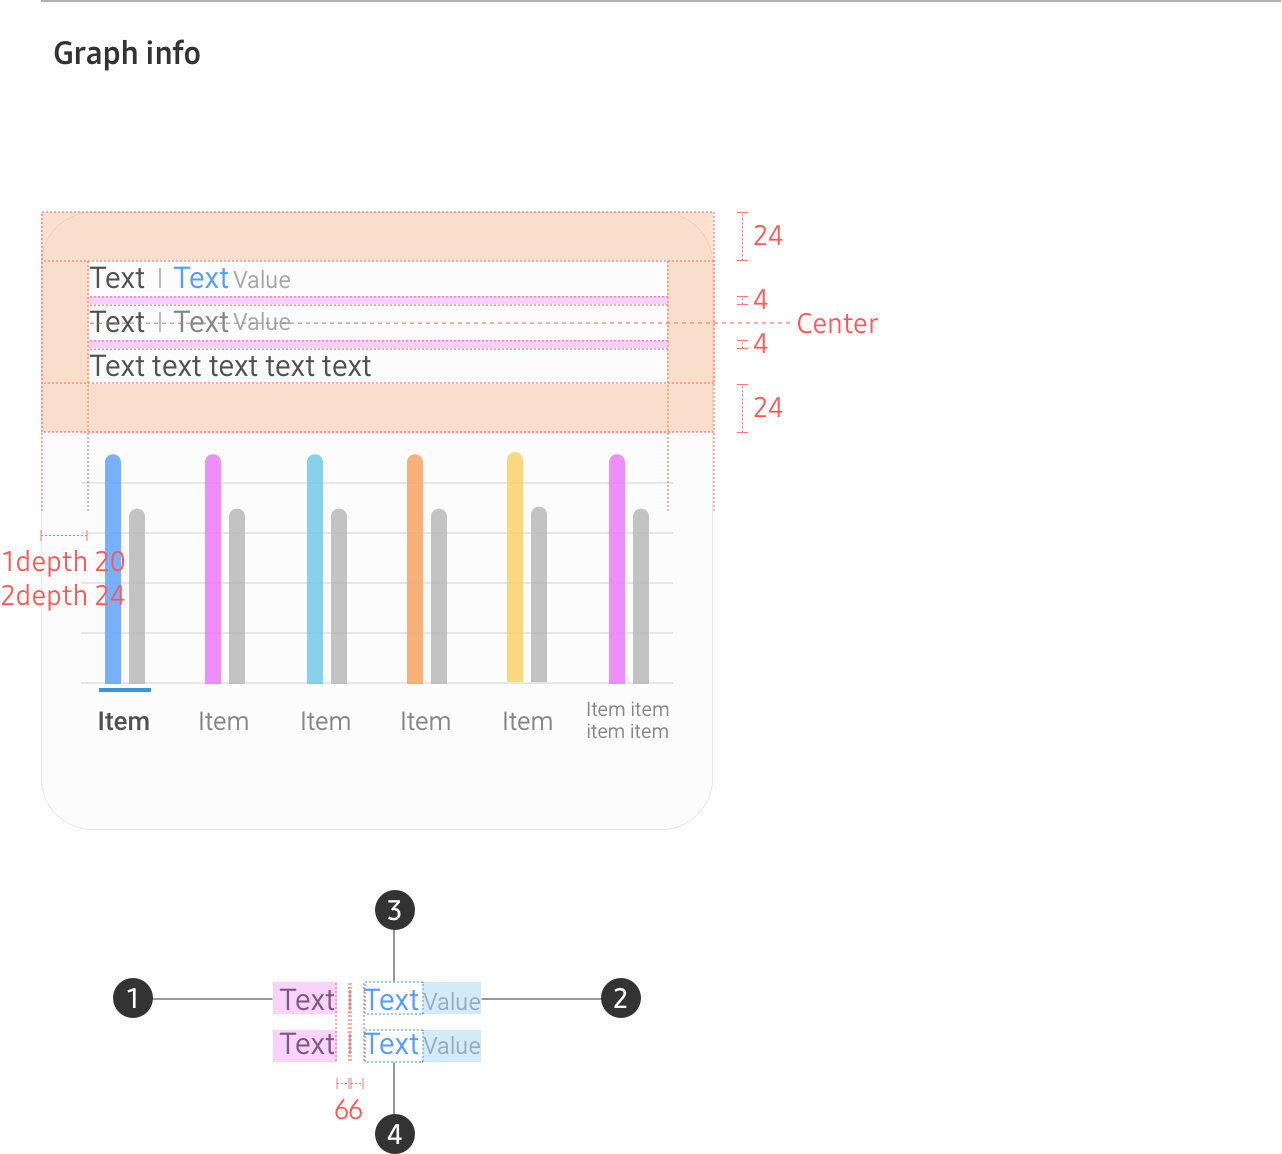 Graph info
24
Text | Text Value
4
Text | Text Value
Center
4
Text text text text text
24
1depth 20
2depth 24
Item Item Item Item Item Item item
item item
3
1 Text | Text Value 2
Text | Text Value
66
4